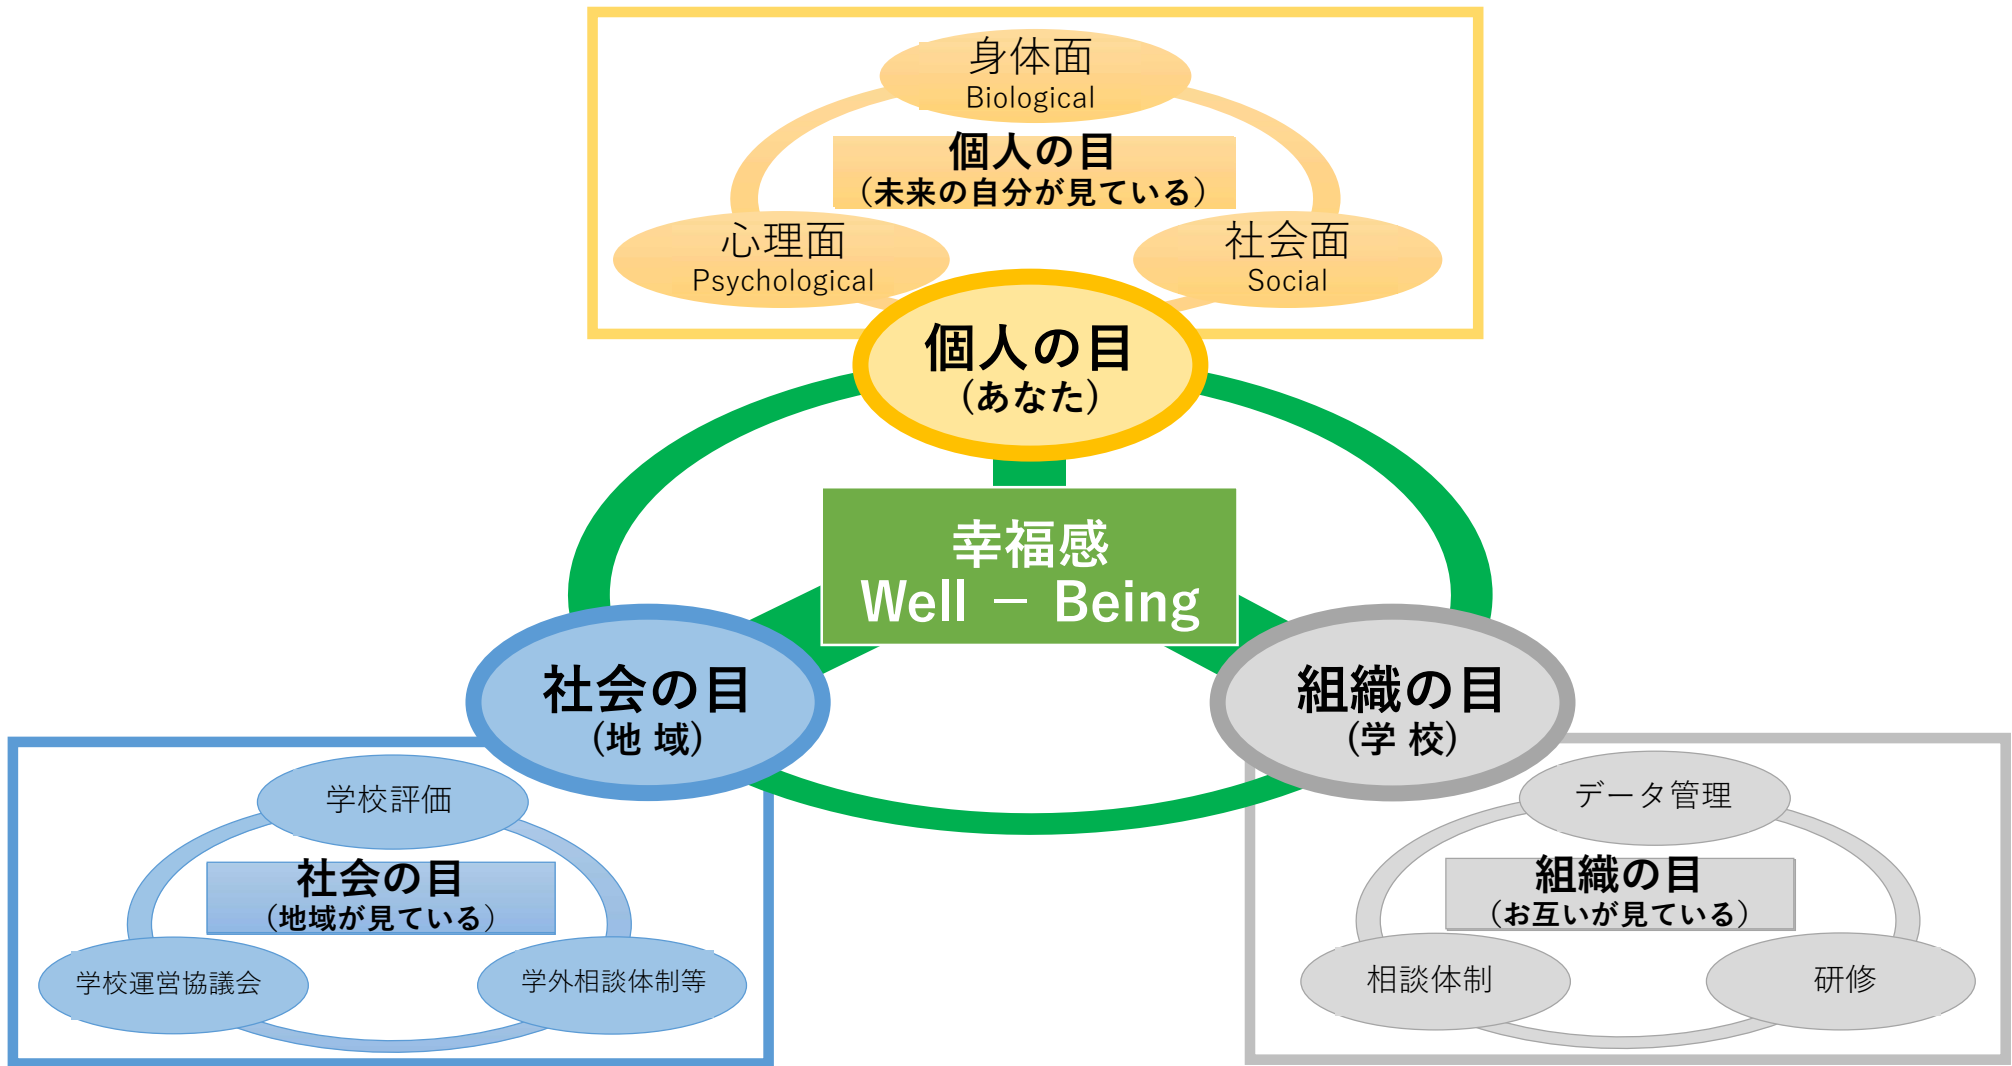 身体面
Biological
個人の目
（未来の自分が見ている）
心理面
Psychological
社会面
Social
個人の目
（あなた）
幸福感
Well － Being
社会の目
（地 域）
組織の目
（学 校）
学校評価
社会の目
（地域が見ている）
学校運営協議会
学外相談体制等
データ管理
組織の目
（お互いが見ている）
相談体制
研修